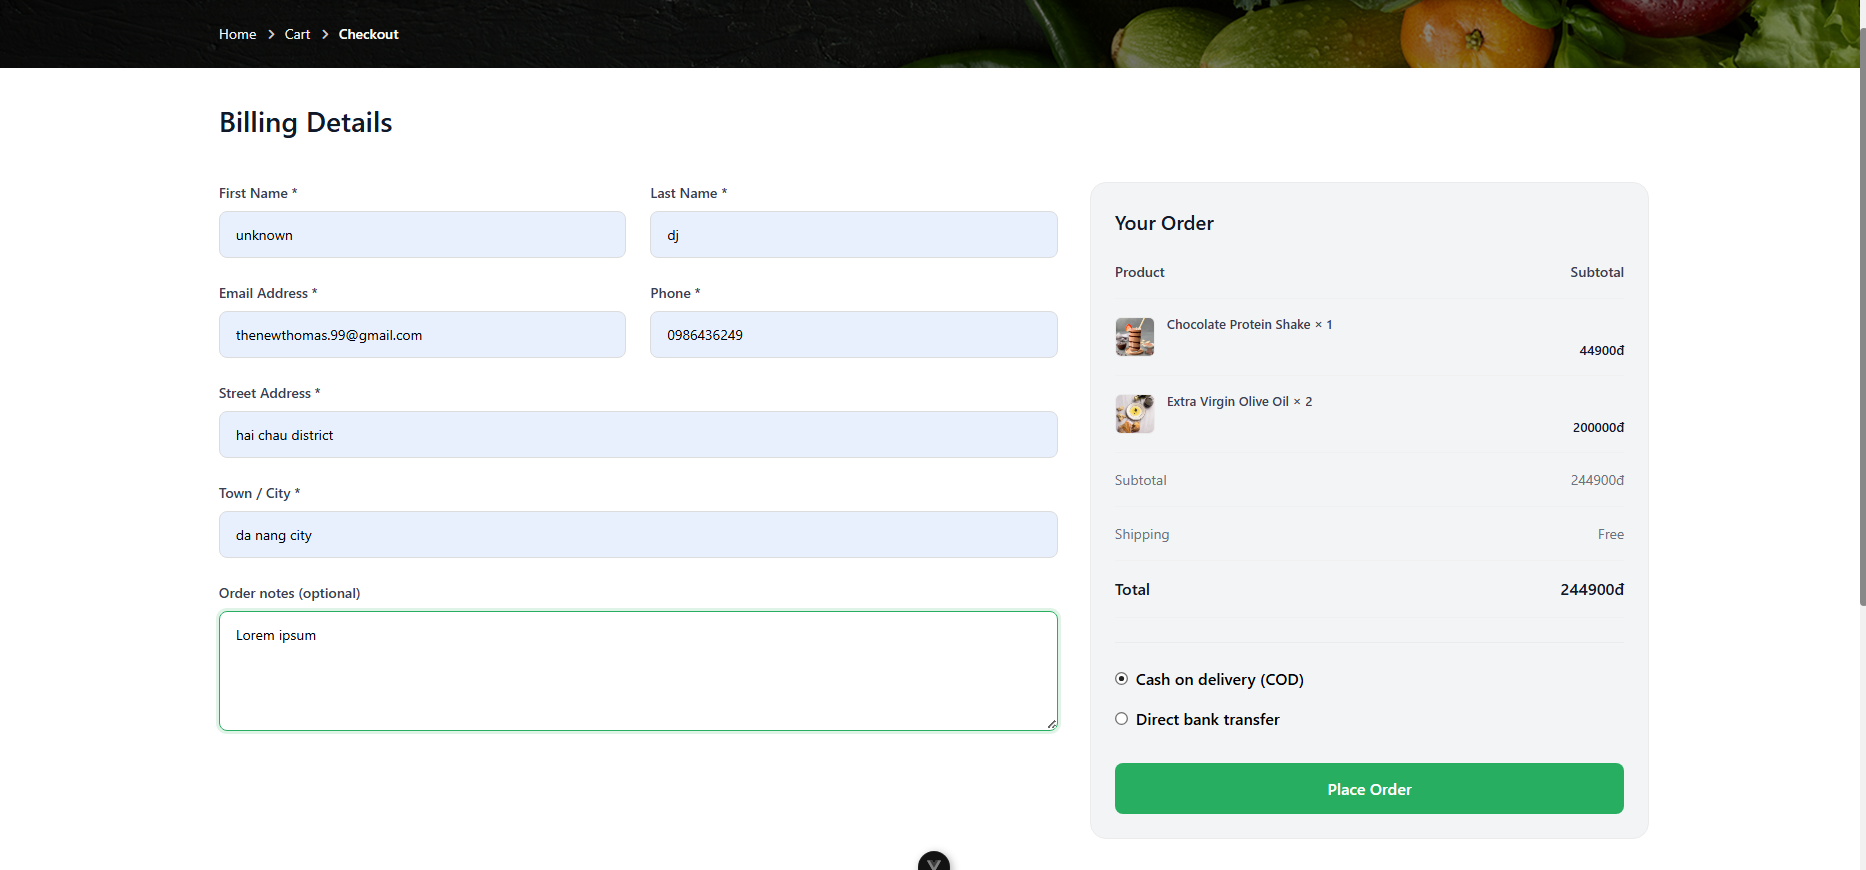 Home > Cart > Checkout
Billing Details
First Name *
unknown
Last Name *
dj
Email Address *
thenewthomas.99@gmail.com
Phone *
0986436249
Street Address *
hai chau district
Town / City *
da nang city
Order notes (optional)
Lorem ipsum
Your Order
Product Subtotal
Chocolate Protein Shake × 1
44900đ
Extra Virgin Olive Oil × 2
200000đ
Subtotal 244900đ
Shipping Free
Total 244900đ
Cash on delivery (COD)
Direct bank transfer
Place Order